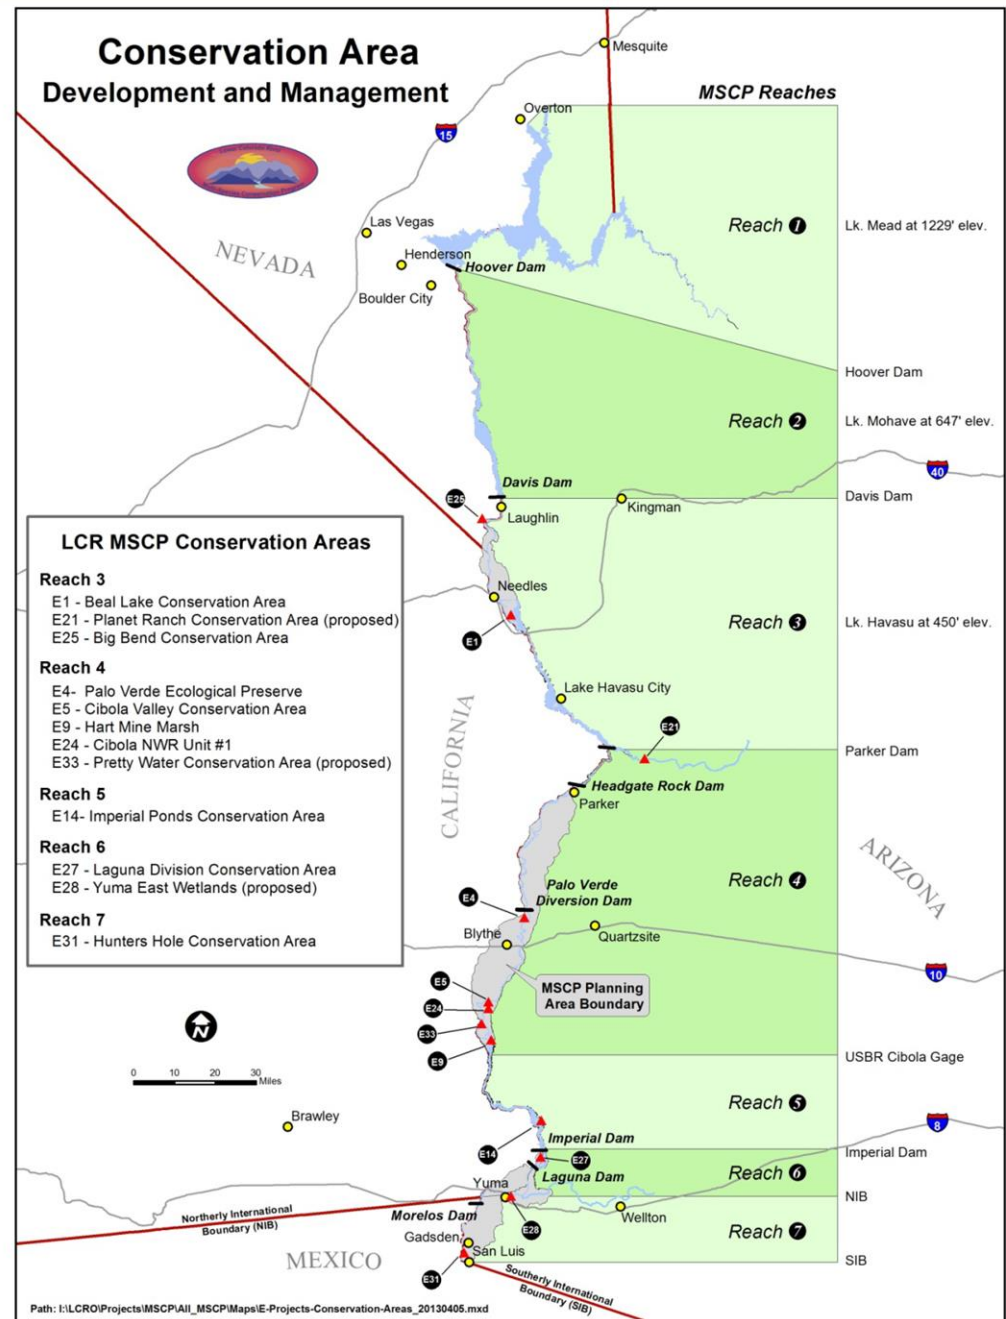 Conservation Area
Development and Management
MSCP Reaches
Mesquite
Overton
15
Las Vegas
NEVADA
Henderson
Hoover Dam
Boulder City
Reach 1
Lk. Mead at 1229' elev.
Hoover Dam
Reach 2
Lk. Mohave at 647' elev.
40
Davis Dam
Davis Dam
E25
Laughlin
Kingman
Needles
E1
Reach 3
Lk. Havasu at 450' elev.
LCR MSCP Conservation Areas
Reach 3
E1 - Beal Lake Conservation Area
E21 - Planet Ranch Conservation Area (proposed)
E25 - Big Bend Conservation Area
Reach 4
E4- Palo Verde Ecological Preserve
E5 - Cibola Valley Conservation Area
E9 - Hart Mine Marsh
E24 - Cibola NWR Unit #1
E33 - Pretty Water Conservation Area (proposed)
Reach 5
E14- Imperial Ponds Conservation Area
Reach 6
E27 - Laguna Division Conservation Area
E28 - Yuma East Wetlands (proposed)
Reach 7
E31 - Hunters Hole Conservation Area
CALIFORNIA
Lake Havasu City
E21
Parker Dam
Headgate Rock Dam
Parker
ARIZONA
Reach 4
Palo Verde
Diversion Dam
E4
Blythe
Quartzsite
10
E5
MSCP Planning
Area Boundary
E24
E33
E9
USBR Cibola Gage
N
0 10 20 30
Miles
Brawley
Reach 5
8
E14
Imperial Dam
Imperial Dam
E27
Laguna Dam
Reach 6
Yuma
NIB
Northerly International
Boundary (NIB)
Morelos Dam
E28
Wellton
Reach 7
Gadsden
San Luis
MEXICO
SIB
E31
Southerly International
Boundary (SIB)
Path: I:\LCRO\Projects\MSCP\All_MSCP\Maps\E-Projects-Conservation-Areas_20130405.mxd